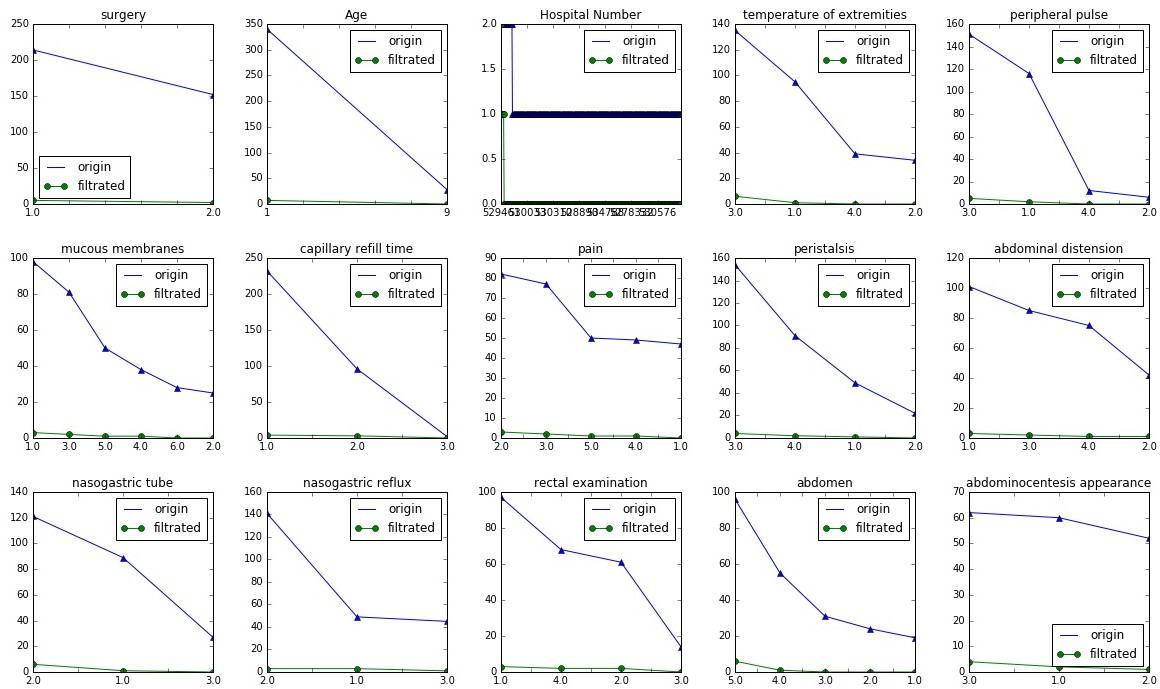 surgery
250
200
150
100
50
0
origin
filtrated
1.0 2.0
Age
350
300
250
200
150
100
50
0
origin
filtrated
1 9
Hospital Number
2.0
1.5
1.0
0.5
0.0
origin
filtrated
temperature of extremities
140
120
100
80
60
40
20
0
origin
filtrated
3.0 1.0 4.0 2.0
peripheral pulse
160
140
120
100
80
60
40
20
0
origin
filtrated
3.0 1.0 4.0 2.0
mucous membranes
100
80
60
40
20
0
origin
filtrated
1.0 3.0 5.0 4.0 6.0 2.0
capillary refill time
250
200
150
100
50
0
origin
filtrated
1.0 2.0 3.0
pain
90
80
70
60
50
40
30
20
10
0
origin
filtrated
2.0 3.0 5.0 4.0 1.0
peristalsis
160
140
120
100
80
60
40
20
0
origin
filtrated
3.0 4.0 1.0 2.0
abdominal distension
120
100
80
60
40
20
0
origin
filtrated
1.0 3.0 4.0 2.0
nasogastric tube
140
120
100
80
60
40
20
0
origin
filtrated
2.0 1.0 3.0
nasogastric reflux
160
140
120
100
80
60
40
20
0
origin
filtrated
2.0 1.0 3.0
rectal examination
100
80
60
40
20
0
origin
filtrated
1.0 4.0 2.0 3.0
abdomen
100
80
60
40
20
0
origin
filtrated
5.0 4.0 3.0 2.0 1.0
abdominocentesis appearance
70
60
50
40
30
20
10
0
origin
filtrated
3.0 1.0 2.0